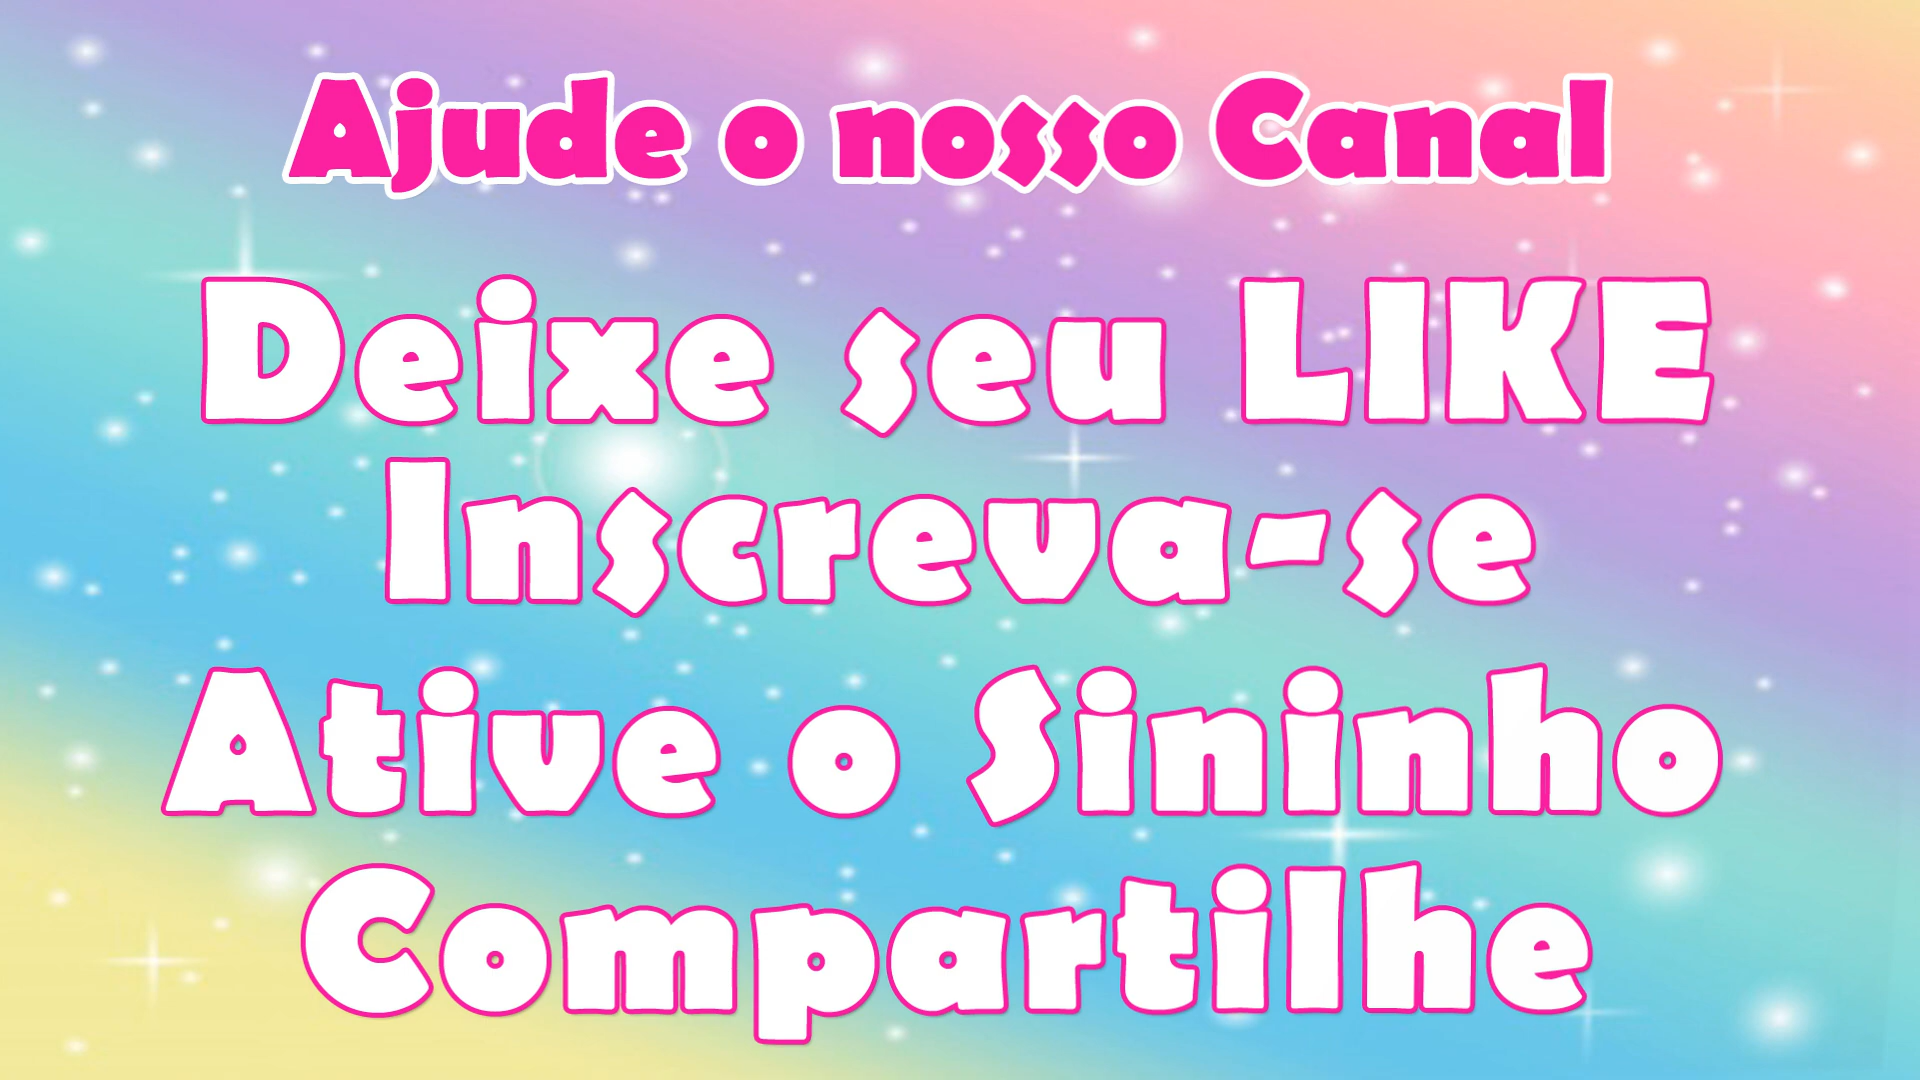 Ajude o nosso Canal
Deixe seu LIKE
Inscreva-se
Ative o Sininho
Compartilhe